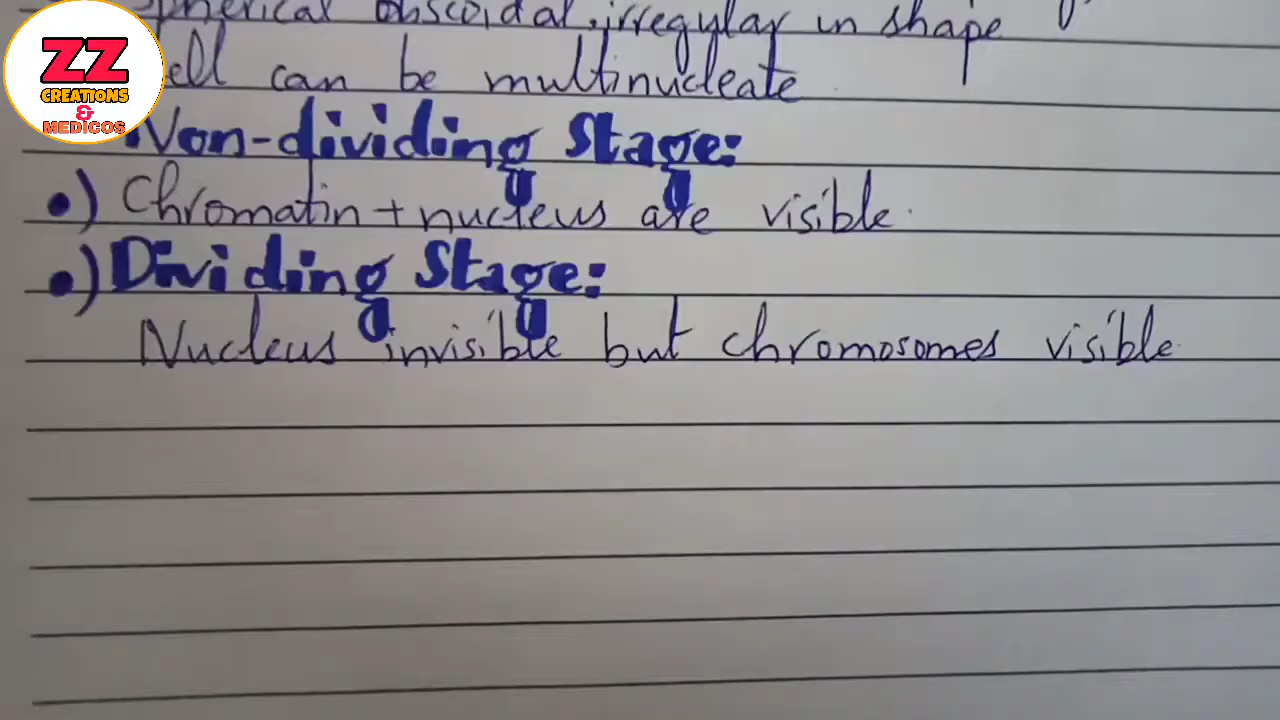 spherical obscoidal, irregular in shape
ell can be multinucleate
ZZ
CREATIONS
&
MEDICOS
Non-dividing Stage:
•) Chromatin + nucleus are visible.
•) Dividing Stage:
Nucleus invisible but chromosomes visible.